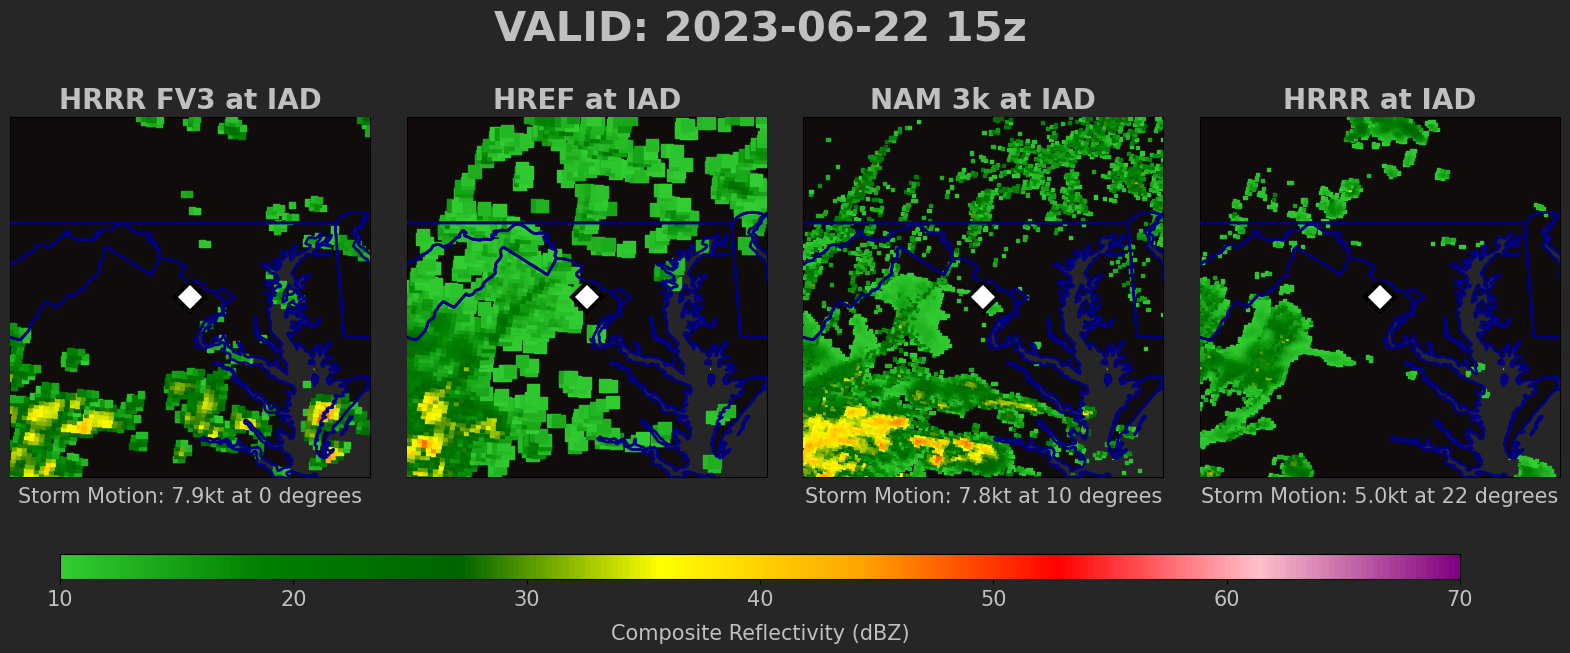 VALID: 2023-06-22 15z
HRRR FV3 at IAD
HREF at IAD
NAM 3k at IAD
HRRR at IAD
Storm Motion: 7.9kt at 0 degrees
Storm Motion: 7.8kt at 10 degrees
Storm Motion: 5.0kt at 22 degrees
10 20 30 40 50 60 70
Composite Reflectivity (dBZ)